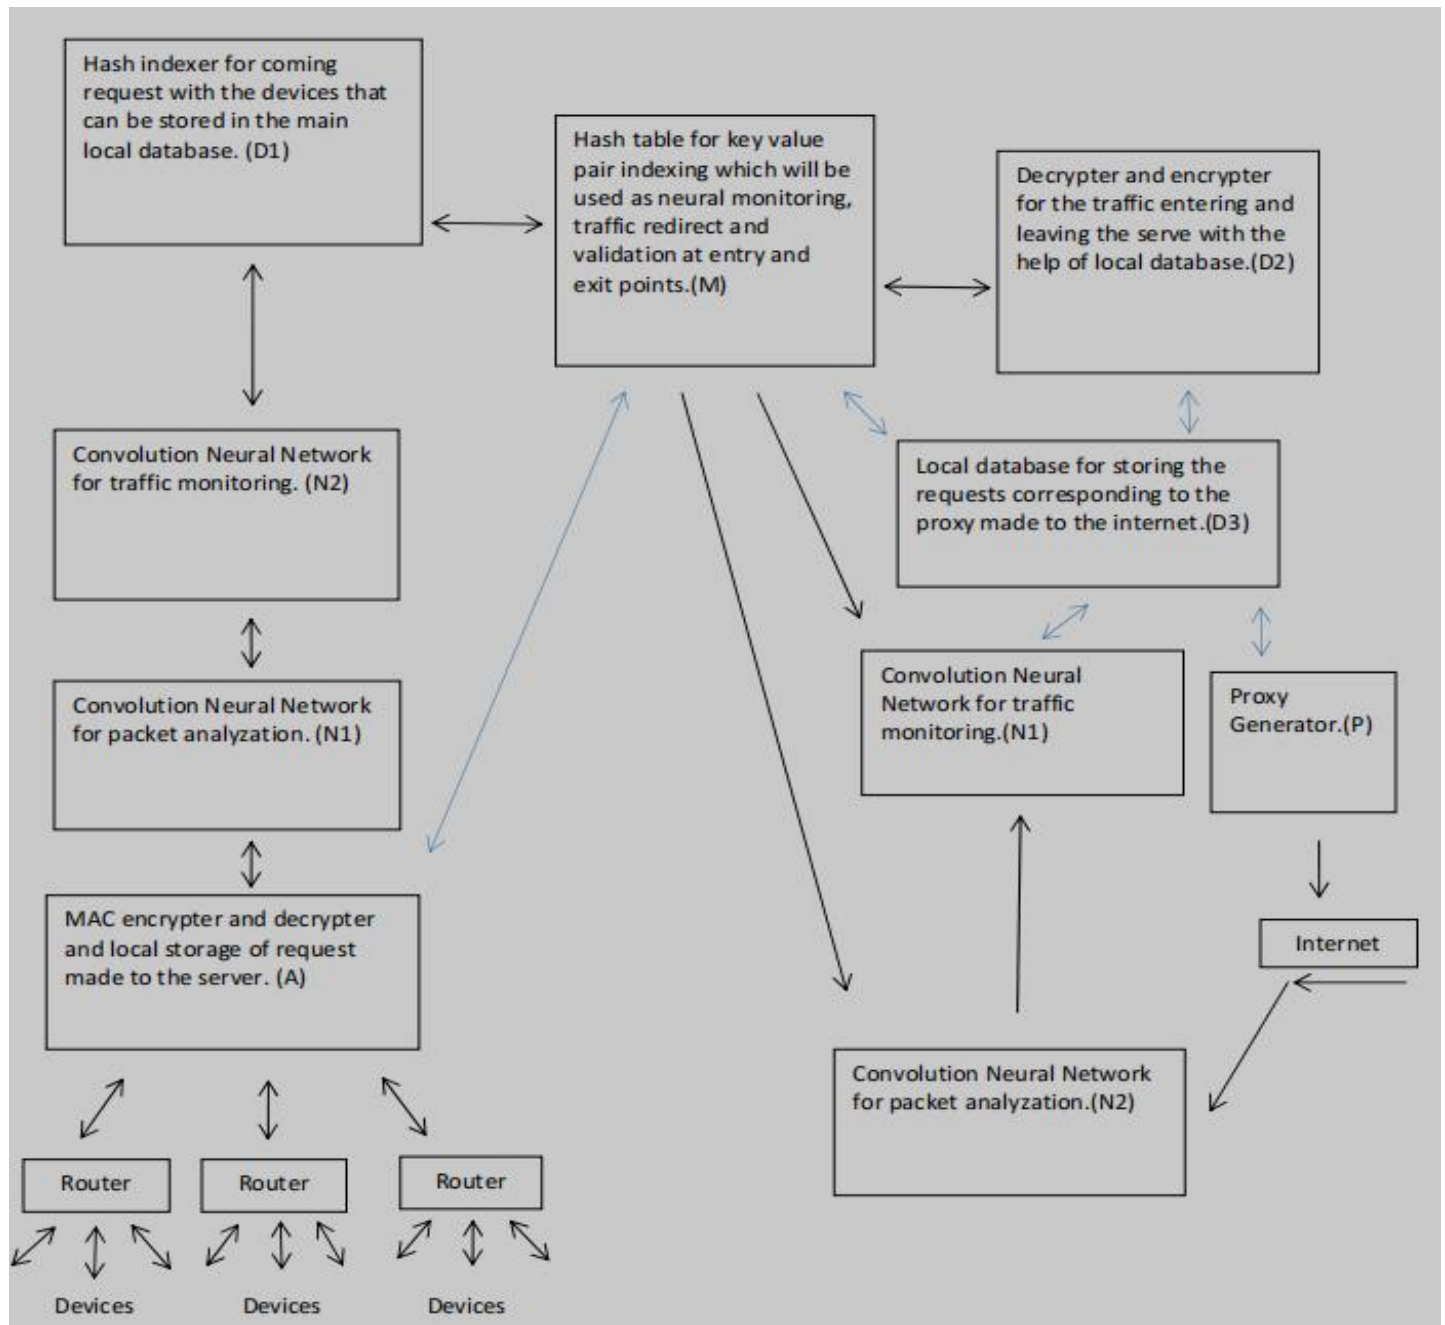 Hash indexer for coming
request with the devices that
can be stored in the main
local database. (D1)
Hash table for key value
pair indexing which will be
used as neural monitoring,
traffic redirect and
validation at entry and
exit points.(M)
Decrypter and encrypter
for the traffic entering and
leaving the serve with the
help of local database.(D2)
Convolution Neural Network
for traffic monitoring. (N2)
Local database for storing the
requests corresponding to the
proxy made to the internet.(D3)
Convolution Neural Network
for packet analyzation. (N1)
Convolution Neural
Network for traffic
monitoring.(N1)
Proxy
Generator.(P)
MAC encrypter and decrypter
and local storage of request
made to the server. (A)
Internet
Convolution Neural Network
for packet analyzation.(N2)
Router
Router
Router
Devices
Devices
Devices